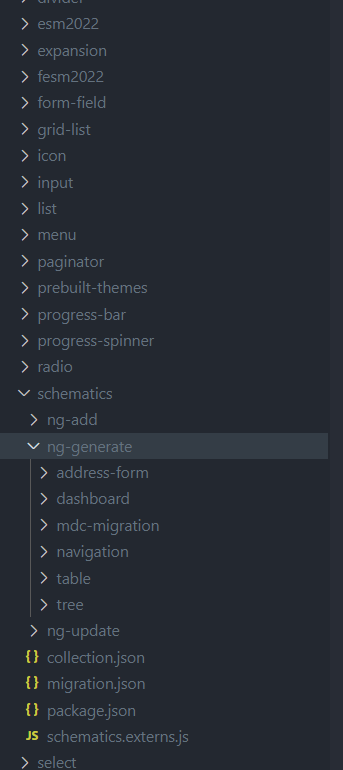 divider
esm2022
expansion
fesm2022
form-field
grid-list
icon
input
list
menu
paginator
prebuilt-themes
progress-bar
progress-spinner
radio
schematics
ng-add
ng-generate
address-form
dashboard
mdc-migration
navigation
table
tree
ng-update
{} collection.json
{} migration.json
{} package.json
JS schematics.externs.js
select